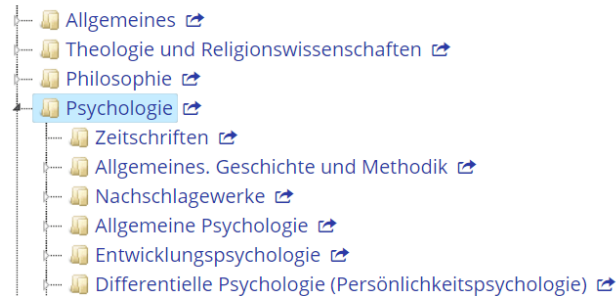 Allgemeines
Theologie und Religionswissenschaften
Philosophie
Psychologie
Zeitschriften
Allgemeines. Geschichte und Methodik
Nachschlagewerke
Allgemeine Psychologie
Entwicklungspsychologie
Differentielle Psychologie (Persönlichkeitspsychologie)